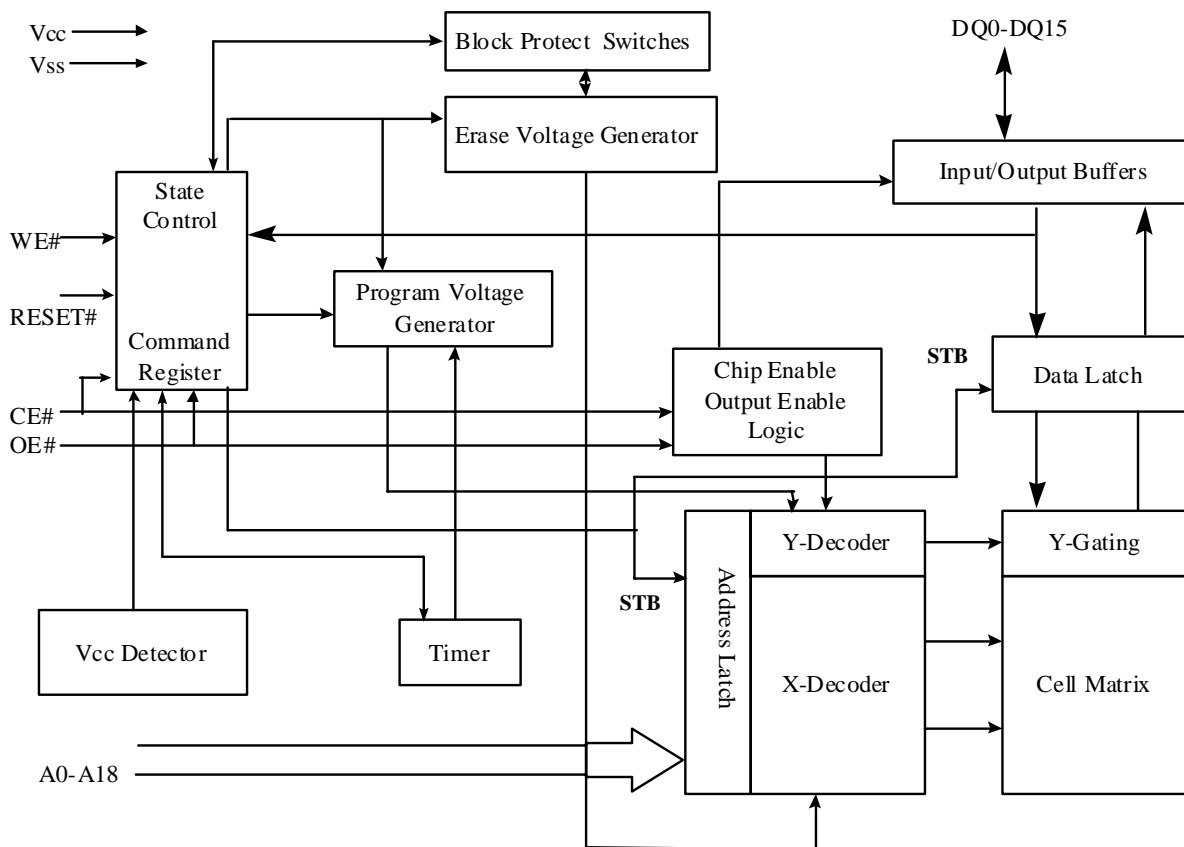 Vcc
Vss
Block Protect Switches
DQ0-DQ15
Erase Voltage Generator
Input/Output Buffers
State
Control
WE#
RESET#
Program Voltage
Generator
Command
Register
STB
Chip Enable
Output Enable
Logic
Data Latch
CE#
OE#
Y-Decoder
Y-Gating
Address Latch
STB
Vcc Detector
Timer
X-Decoder
Cell Matrix
A0-A18